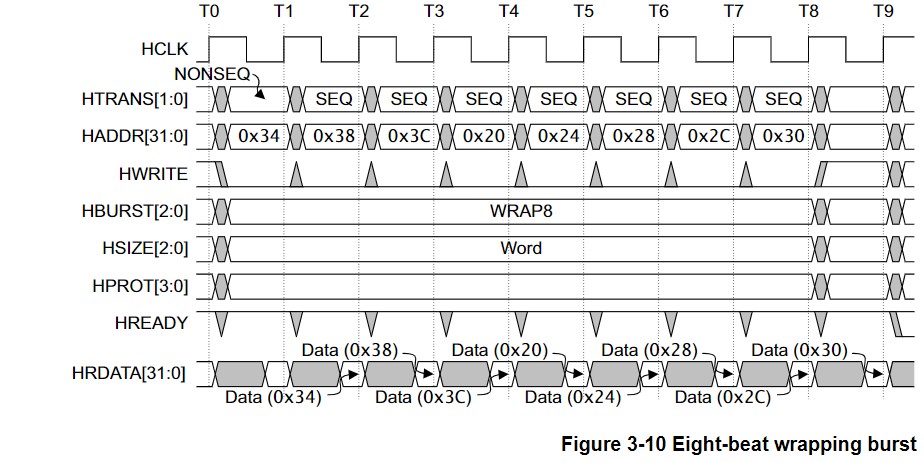 T0 T1 T2 T3 T4 T5 T6 T7 T8 T9
HCLK
NONSEQ
HTRANS[1:0] SEQ SEQ SEQ SEQ SEQ SEQ SEQ
HADDR[31:0] 0x34 0x38 0x3C 0x20 0x24 0x28 0x2C 0x30
HWRITE
HBURST[2:0] WRAP8
HSIZE[2:0] Word
HPROT[3:0]
HREADY
Data (0x38) Data (0x20) Data (0x28) Data (0x30)
HRDATA[31:0]
Data (0x34) Data (0x3C) Data (0x24) Data (0x2C)
Figure 3-10 Eight-beat wrapping burst